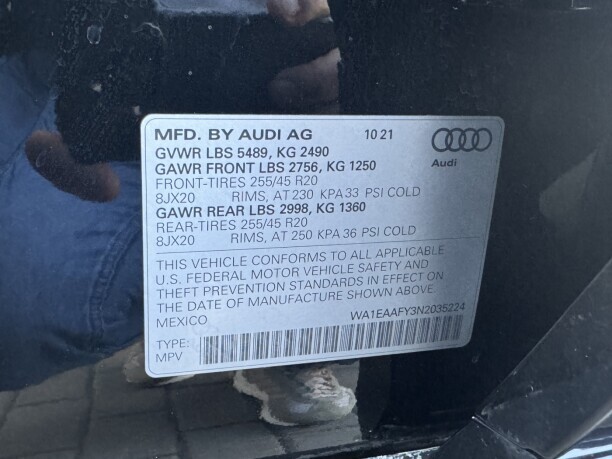 MFD. BY AUDI AG 10 21
GVWR LBS 5489, KG 2490
GAWR FRONT LBS 2756, KG 1250
FRONT-TIRES 255/45 R20
8JX20 RIMS, AT 230 KPA 33 PSI COLD
GAWR REAR LBS 2998, KG 1360
REAR-TIRES 255/45 R20
8JX20 RIMS, AT 250 KPA 36 PSI COLD
Audi
THIS VEHICLE CONFORMS TO ALL APPLICABLE
U.S. FEDERAL MOTOR VEHICLE SAFETY AND
THEFT PREVENTION STANDARDS IN EFFECT ON
THE DATE OF MANUFACTURE SHOWN ABOVE
MEXICO WA1EAAFY3N2035224
TYPE:
MPV